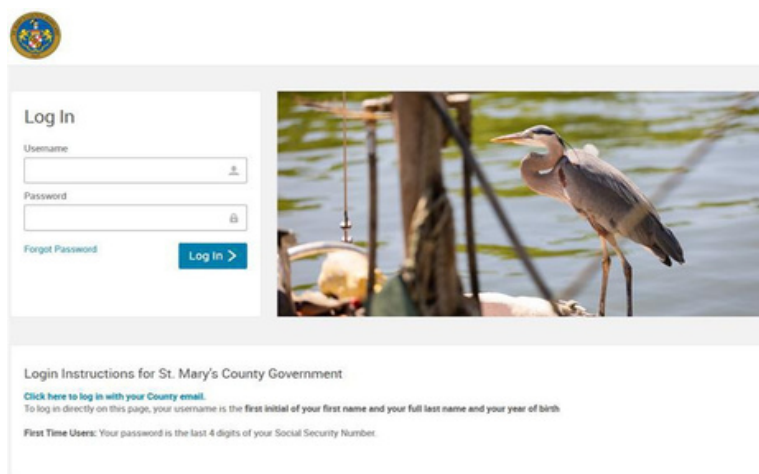 Log In
Username
Password
Forgot Password
Log In
Login Instructions for St. Mary's County Government
Click here to log in with your County email.
To log in directly on this page, your username is the first initial of your first name and your full last name and your year of birth
First Time Users: Your password is the last 4 digits of your Social Security Number.